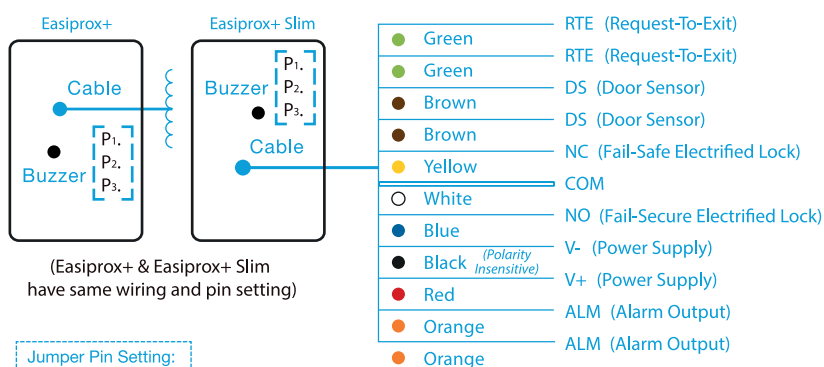 Easiprox+
Easiprox+ Slim
Cable
Buzzer
P1.
P2.
P3.
Buzzer
P1.
P2.
P3.
Cable
(Easiprox+ & Easiprox+ Slim
have same wiring and pin setting)
Jumper Pin Setting:
Green
RTE (Request-To-Exit)
Green
RTE (Request-To-Exit)
Brown
DS (Door Sensor)
Brown
DS (Door Sensor)
Yellow
NC (Fail-Safe Electrified Lock)
White
COM
Blue
NO (Fail-Secure Electrified Lock)
Black (Polarity Insensitive)
V- (Power Supply)
Red
V+ (Power Supply)
Orange
ALM (Alarm Output)
Orange
ALM (Alarm Output)